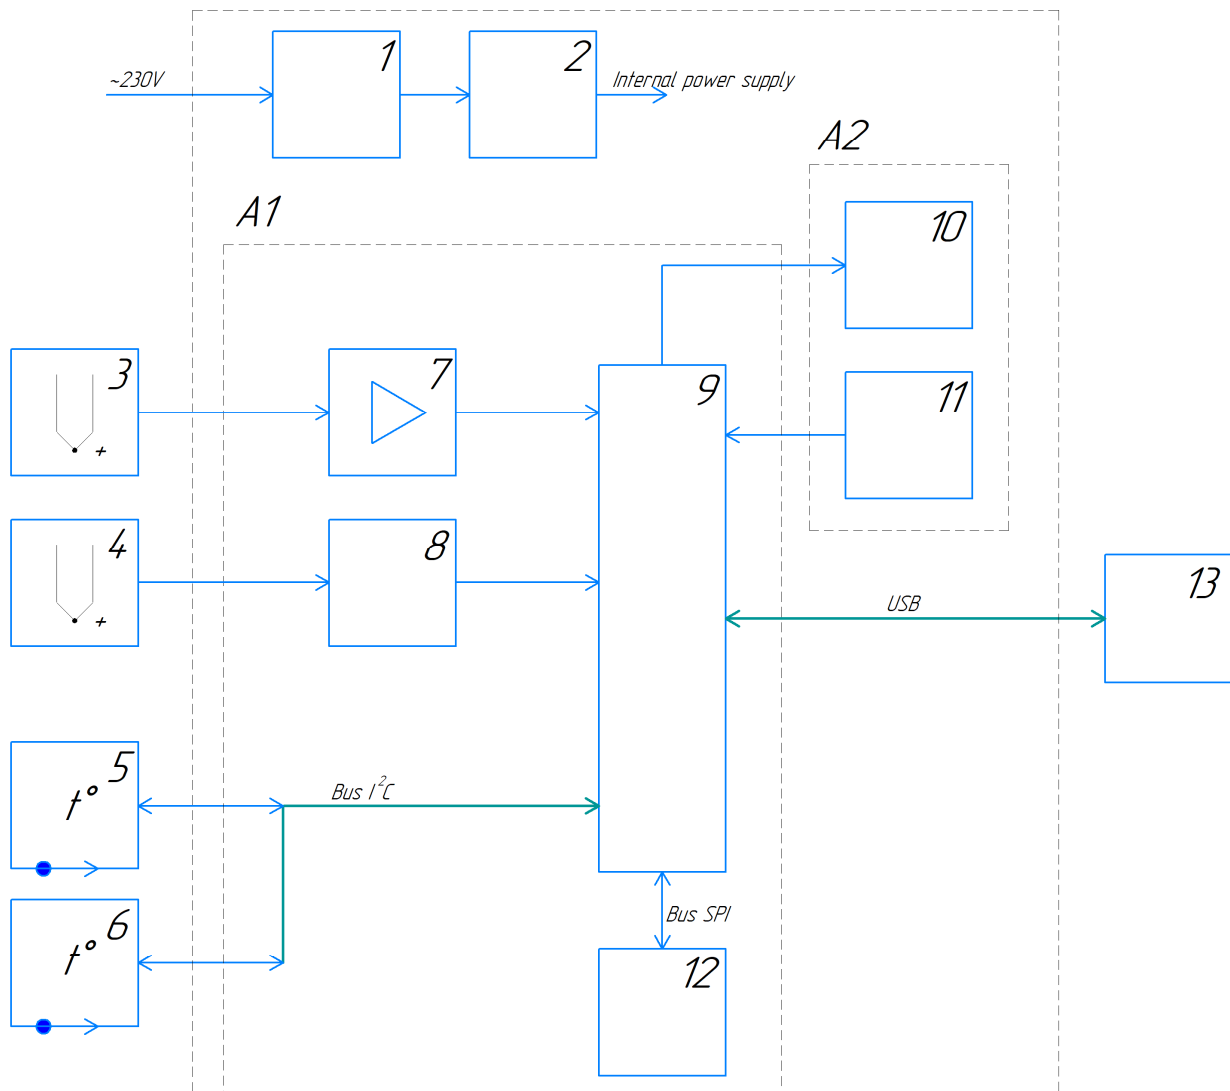 1
2
~230V
Internal power supply
A2
A1
10
3
7
9
11
+
4
8
13
+
USB
5
t°
Bus I²C
6
Bus SPI
t°
12